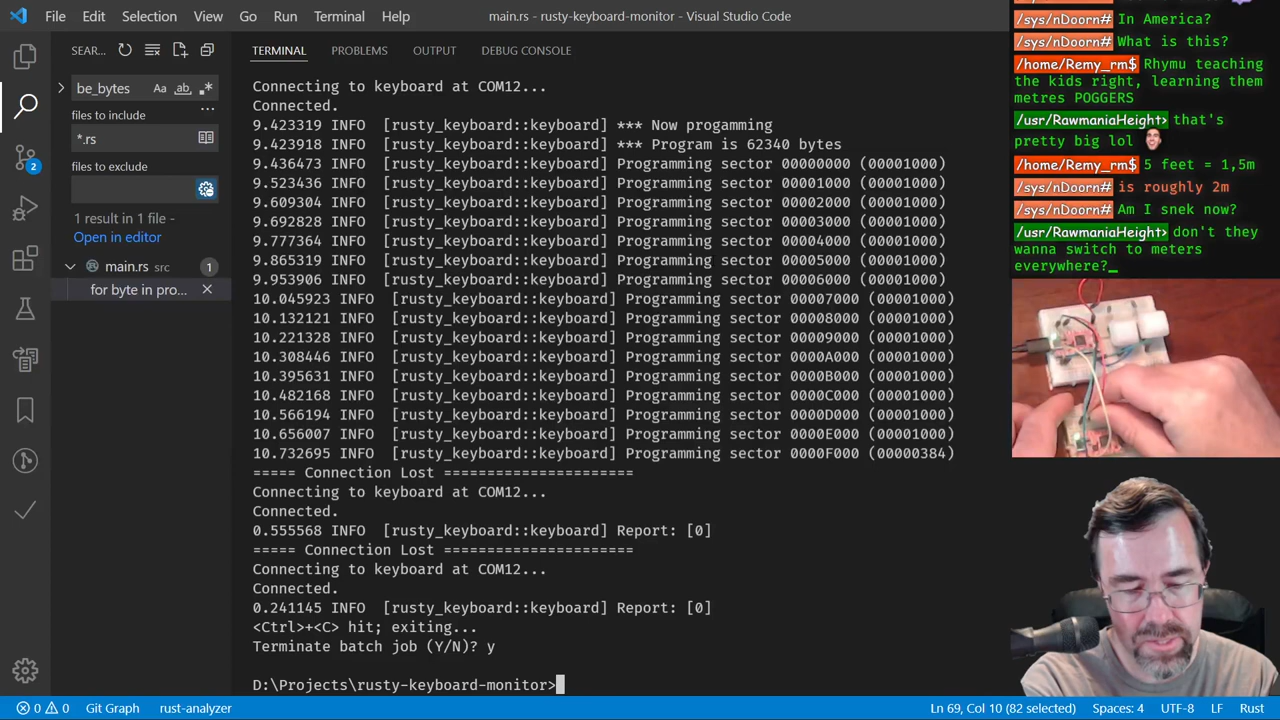 File Edit Selection View Go Run Terminal Help main.rs - rusty-keyboard-monitor - Visual Studio Code
SEAR... TERMINAL PROBLEMS OUTPUT DEBUG CONSOLE
be_bytes Aa ab .*
files to include
*.rs
files to exclude
1 result in 1 file -
Open in editor
main.rs src 1
for byte in pro...
2
Connecting to keyboard at COM12...
Connected.
9.423319 INFO [rusty_keyboard::keyboard] *** Now progamming
9.423918 INFO [rusty_keyboard::keyboard] *** Program is 62340 bytes
9.436473 INFO [rusty_keyboard::keyboard] Programming sector 00000000 (00001000)
9.523436 INFO [rusty_keyboard::keyboard] Programming sector 00001000 (00001000)
9.609304 INFO [rusty_keyboard::keyboard] Programming sector 00002000 (00001000)
9.692828 INFO [rusty_keyboard::keyboard] Programming sector 00003000 (00001000)
9.777364 INFO [rusty_keyboard::keyboard] Programming sector 00004000 (00001000)
9.865319 INFO [rusty_keyboard::keyboard] Programming sector 00005000 (00001000)
9.953906 INFO [rusty_keyboard::keyboard] Programming sector 00006000 (00001000)
10.045923 INFO [rusty_keyboard::keyboard] Programming sector 00007000 (00001000)
10.132121 INFO [rusty_keyboard::keyboard] Programming sector 00008000 (00001000)
10.221328 INFO [rusty_keyboard::keyboard] Programming sector 00009000 (00001000)
10.308446 INFO [rusty_keyboard::keyboard] Programming sector 0000A000 (00001000)
10.395631 INFO [rusty_keyboard::keyboard] Programming sector 0000B000 (00001000)
10.482168 INFO [rusty_keyboard::keyboard] Programming sector 0000C000 (00001000)
10.566194 INFO [rusty_keyboard::keyboard] Programming sector 0000D000 (00001000)
10.656007 INFO [rusty_keyboard::keyboard] Programming sector 0000E000 (00001000)
10.732695 INFO [rusty_keyboard::keyboard] Programming sector 0000F000 (00000384)
===== Connection Lost ======================
Connecting to keyboard at COM12...
Connected.
0.555568 INFO [rusty_keyboard::keyboard] Report: [0]
===== Connection Lost ======================
Connecting to keyboard at COM12...
Connected.
0.241145 INFO [rusty_keyboard::keyboard] Report: [0]
<Ctrl>+<C> hit; exiting...
Terminate batch job (Y/N)? y
D:\Projects\rusty-keyboard-monitor>
/sys/nDoorn# In America?
/sys/nDoorn# What is this?
/home/Remy_rm$ Rhymu teaching
the kids right, learning them
metres POGGERS
/usr/RawmaniaHeight> that's
pretty big lol
/home/Remy_rm$ 5 feet = 1,5m
/sys/nDoorn# is roughly 2m
/sys/nDoorn# Am I snek now?
/usr/RawmaniaHeight> don't they
wanna switch to meters
everywhere?_
0 0 Git Graph rust-analyzer Ln 69, Col 10 (82 selected) Spaces: 4 UTF-8 LF Rust